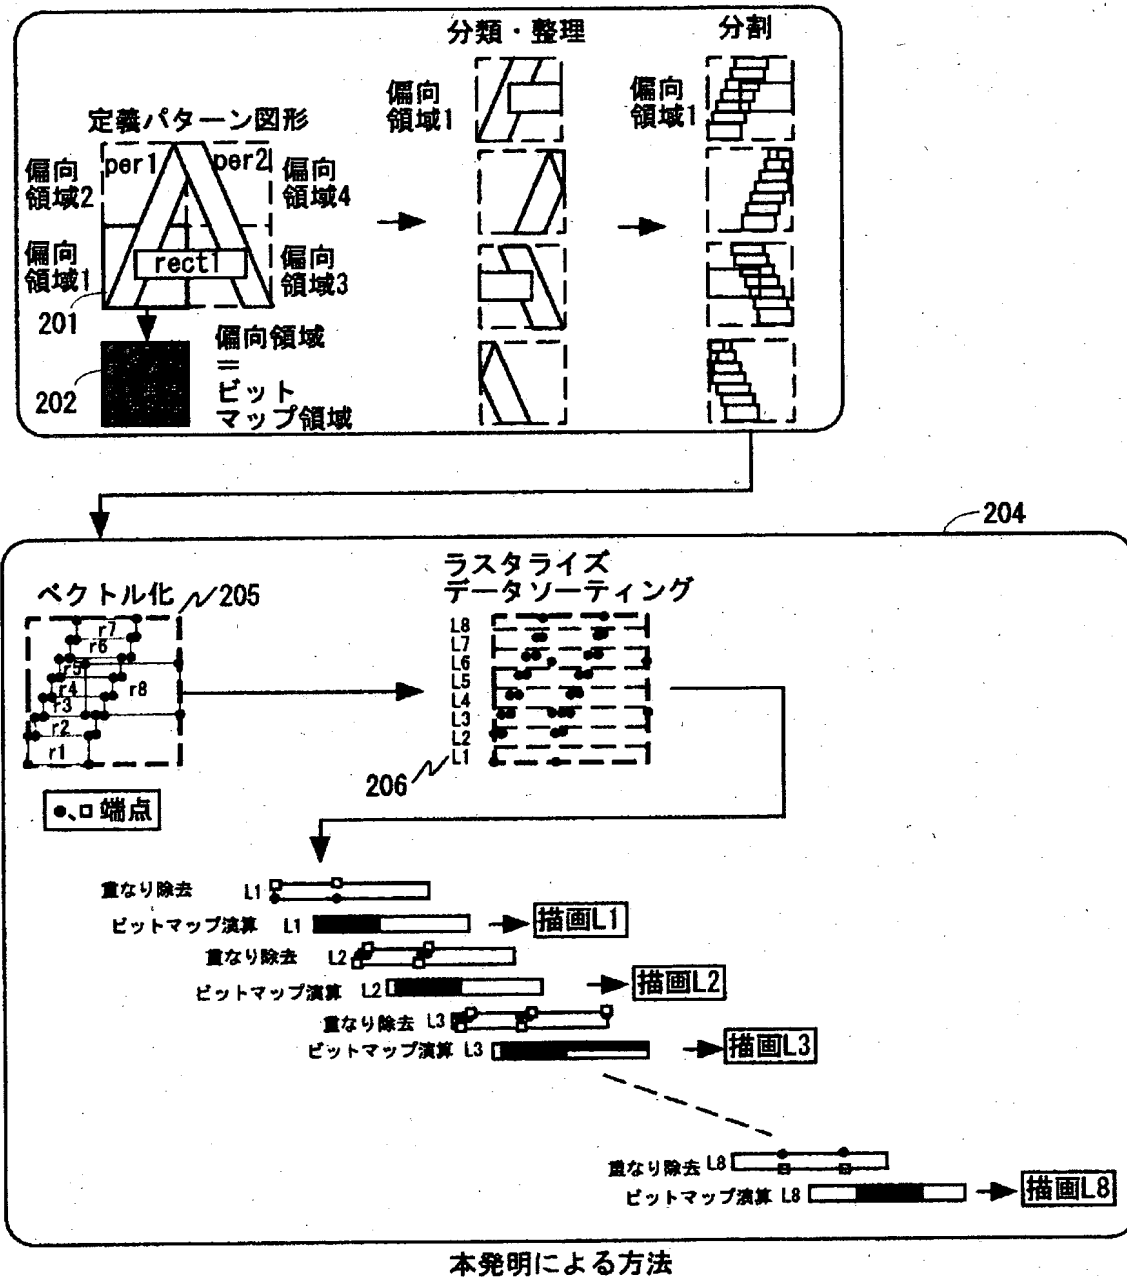 分類・整理
分割
定義パターン図形
偏向
領域2
per1
per2
偏向
領域4
偏向
領域1
rect1
偏向
領域3
201
202
偏向領域
=
ビット
マップ領域
偏向
領域1
偏向
領域1
204
ベクトル化
205
r7
r6
r5
r4
r8
r3
r2
r1
●、□端点
ラスタライズ
データソーティング
L8
L7
L6
L5
L4
L3
L2
L1
206
重なり除去 L1
ビットマップ演算 L1
描画L1
重なり除去 L2
ビットマップ演算 L2
描画L2
重なり除去 L3
ビットマップ演算 L3
描画L3
重なり除去 L8
ビットマップ演算 L8
描画L8
本発明による方法